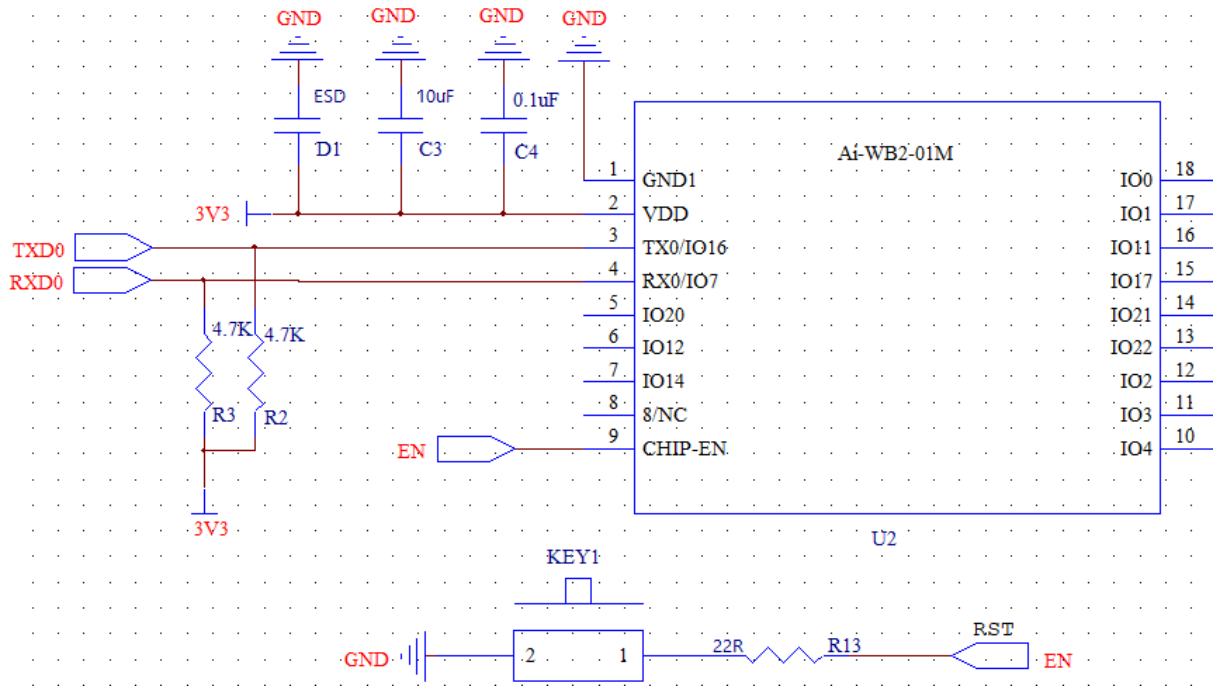 GND GND GND GND
ESD 10uF 0.1uF
D1 C3 C4
Ai-WB2-01M
1 GND1 IO0 18
3V3 2 VDD IO1 17
TXD0 3 TX0/IO16 IO11 16
RXD0 4 RX0/IO7 IO17 15
5 IO20 IO21 14
4.7K 4.7K 6 IO12 IO22 13
7 IO14 IO2 12
R3 R2 8 8/NC IO3 11
EN 9 CHIP-EN IO4 10
3V3
U2
KEY1
RST
GND 2 1 22R R13 EN